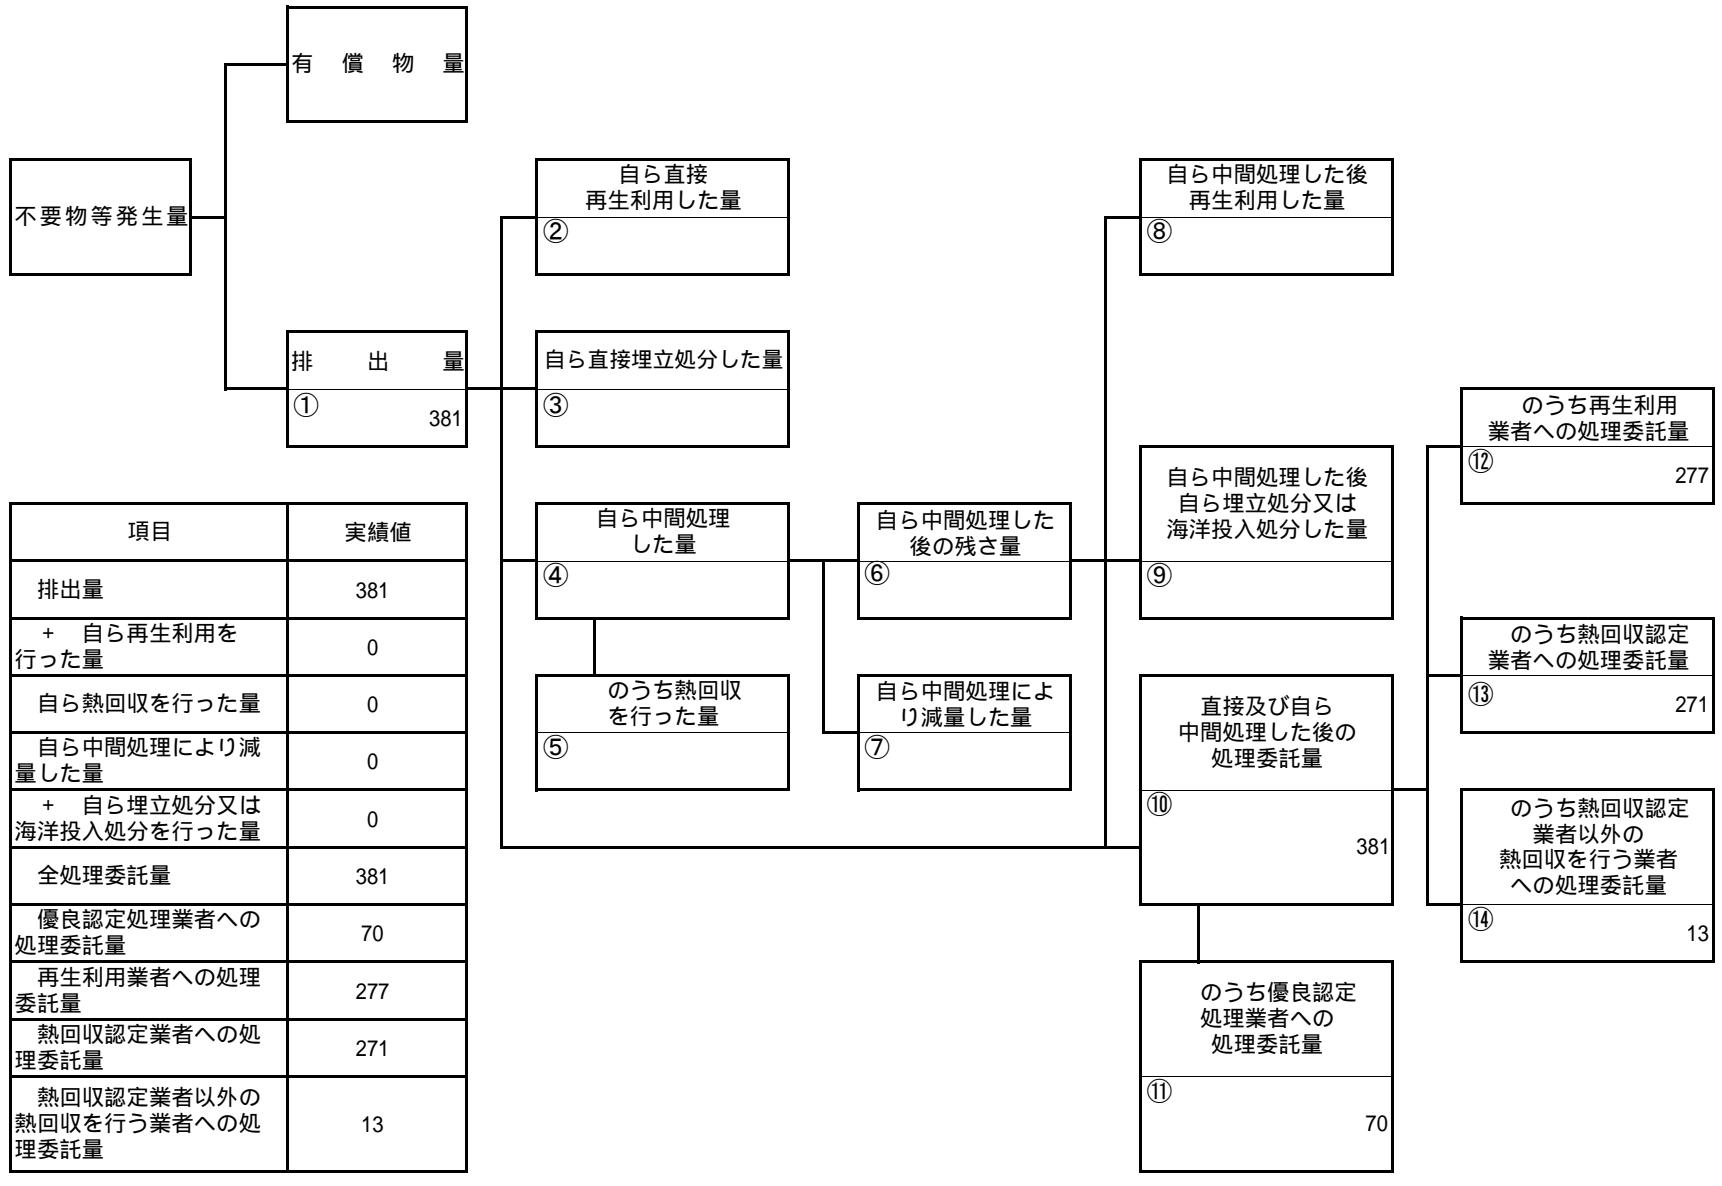 有償物量
不要物等発生量
自ら直接
再生利用した量
②
自ら中間処理した後
再生利用した量
⑧
排出量
①
381
自ら直接埋立処分した量
③
のうち再生利用
業者への処理委託量
⑫
277
自ら中間処理
した量
④
自ら中間処理した
後の残さ量
⑥
自ら中間処理した後
自ら埋立処分又は
海洋投入処分した量
⑨
のうち熱回収認定
業者への処理委託量
⑬
271
のうち熱回収
を行った量
⑤
自ら中間処理によ
り減量した量
⑦
直接及び自ら
中間処理した後の
処理委託量
⑩
381
のうち熱回収認定
業者以外の
熱回収を行う業者
への処理委託量
⑭
13
のうち優良認定
処理業者への
処理委託量
⑪
70
項目 実績値
排出量 381
+ 自ら再生利用を
行った量
0
自ら熱回収を行った量 0
自ら中間処理により減
量した量
0
+ 自ら埋立処分又は
海洋投入処分を行った量
0
全処理委託量 381
優良認定処理業者への
処理委託量
70
再生利用業者への処理
委託量
277
熱回収認定業者への処
理委託量
271
熱回収認定業者以外の
熱回収を行う業者への処
理委託量
13